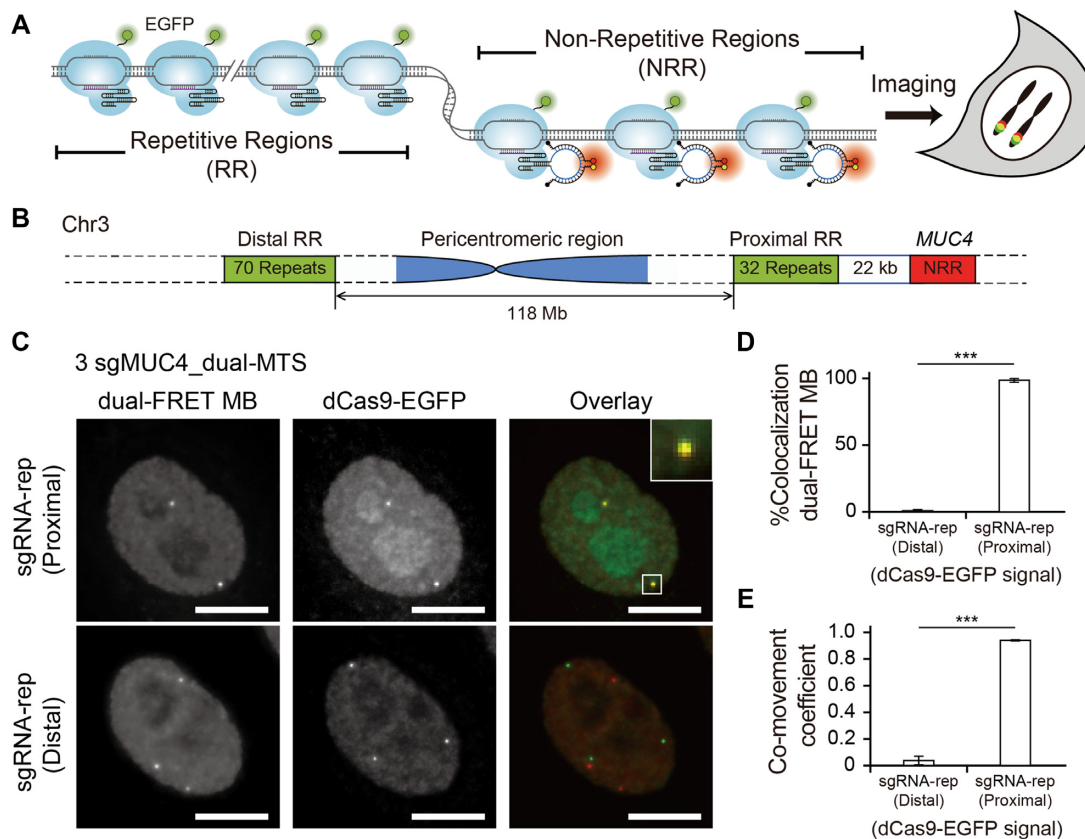 A
EGFP
Non-Repetitive Regions
(NRR)
Imaging
Repetitive Regions
(RR)
B
Chr3
Distal RR
Pericentromeric region
Proximal RR
MUC4
70 Repeats
32 Repeats
22 kb
NRR
118 Mb
C
3 sgMUC4_dual-MTS
dual-FRET MB
dCas9-EGFP
Overlay
sgRNA-rep
(Proximal)
sgRNA-rep
(Distal)
D
***
%Colocalization
dual-FRET MB
100
50
0
sgRNA-rep
(Distal)
sgRNA-rep
(Proximal)
(dCas9-EGFP signal)
E
***
Co-movement
coefficient
1.0
0.8
0.6
0.4
0.2
0
sgRNA-rep
(Distal)
sgRNA-rep
(Proximal)
(dCas9-EGFP signal)